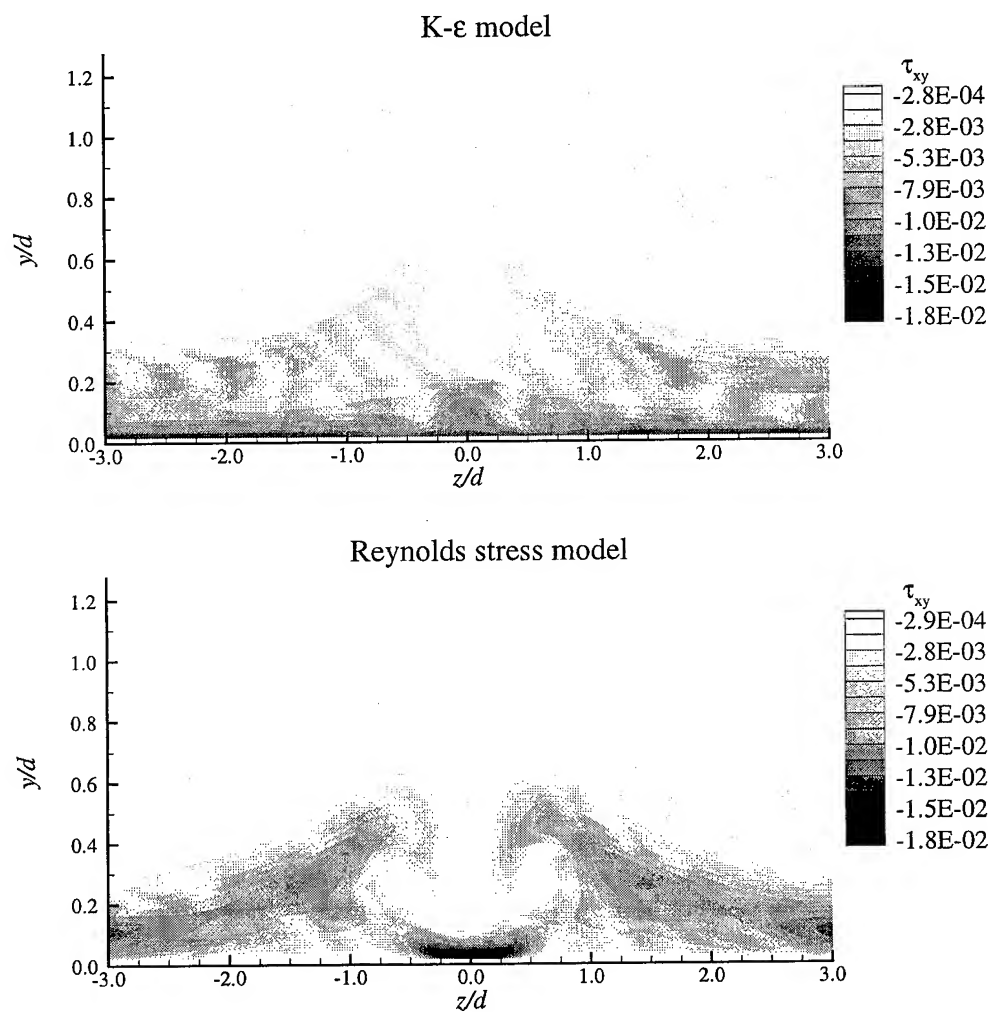 K-ε model
τxy
-2.8E-04
-2.8E-03
-5.3E-03
-7.9E-03
-1.0E-02
-1.3E-02
-1.5E-02
-1.8E-02
y/d
1.2
1.0
0.8
0.6
0.4
0.2
0.0
-3.0 -2.0 -1.0 0.0 1.0 2.0 3.0
z/d
Reynolds stress model
τxy
-2.9E-04
-2.8E-03
-5.3E-03
-7.9E-03
-1.0E-02
-1.3E-02
-1.5E-02
-1.8E-02
y/d
1.2
1.0
0.8
0.6
0.4
0.2
0.0
-3.0 -2.0 -1.0 0.0 1.0 2.0 3.0
z/d